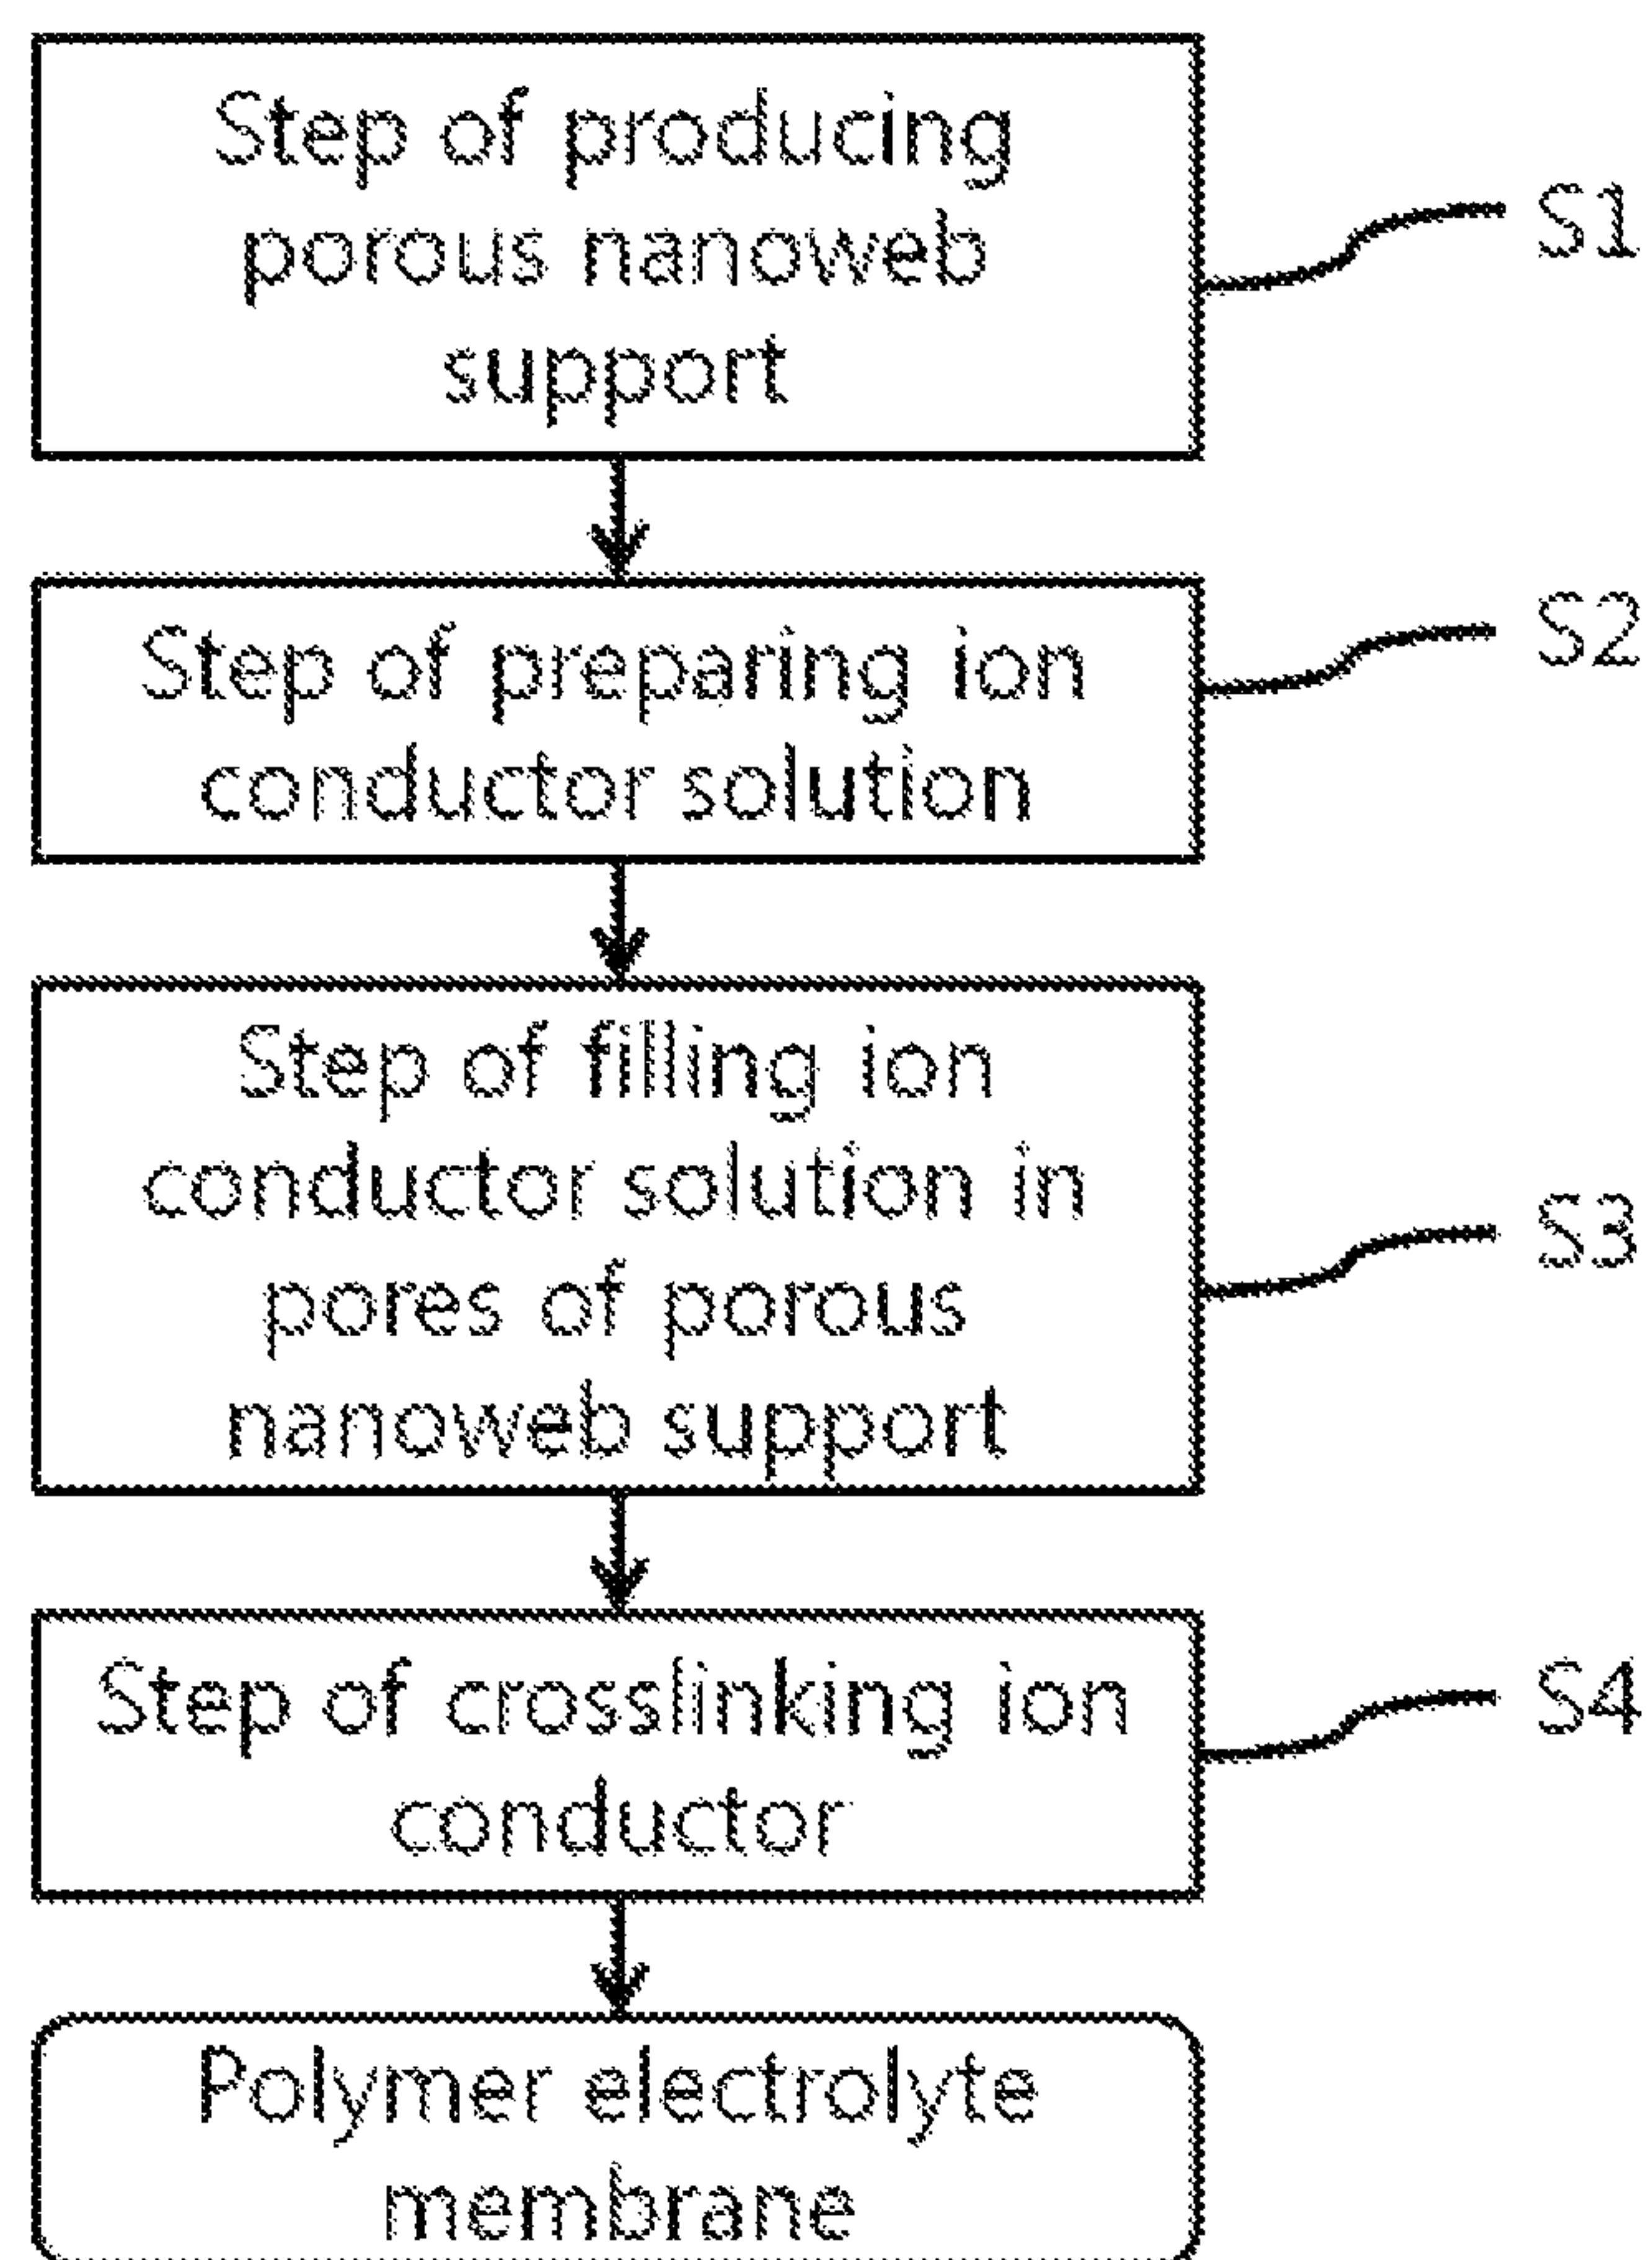 Step of producing
porous nanoweb
support
S1
Step of preparing ion
conductor solution
S2
Step of filling ion
conductor solution in
pores of porous
nanoweb support
S3
Step of crosslinking ion
conductor
S4
Polymer electrolyte
membrane